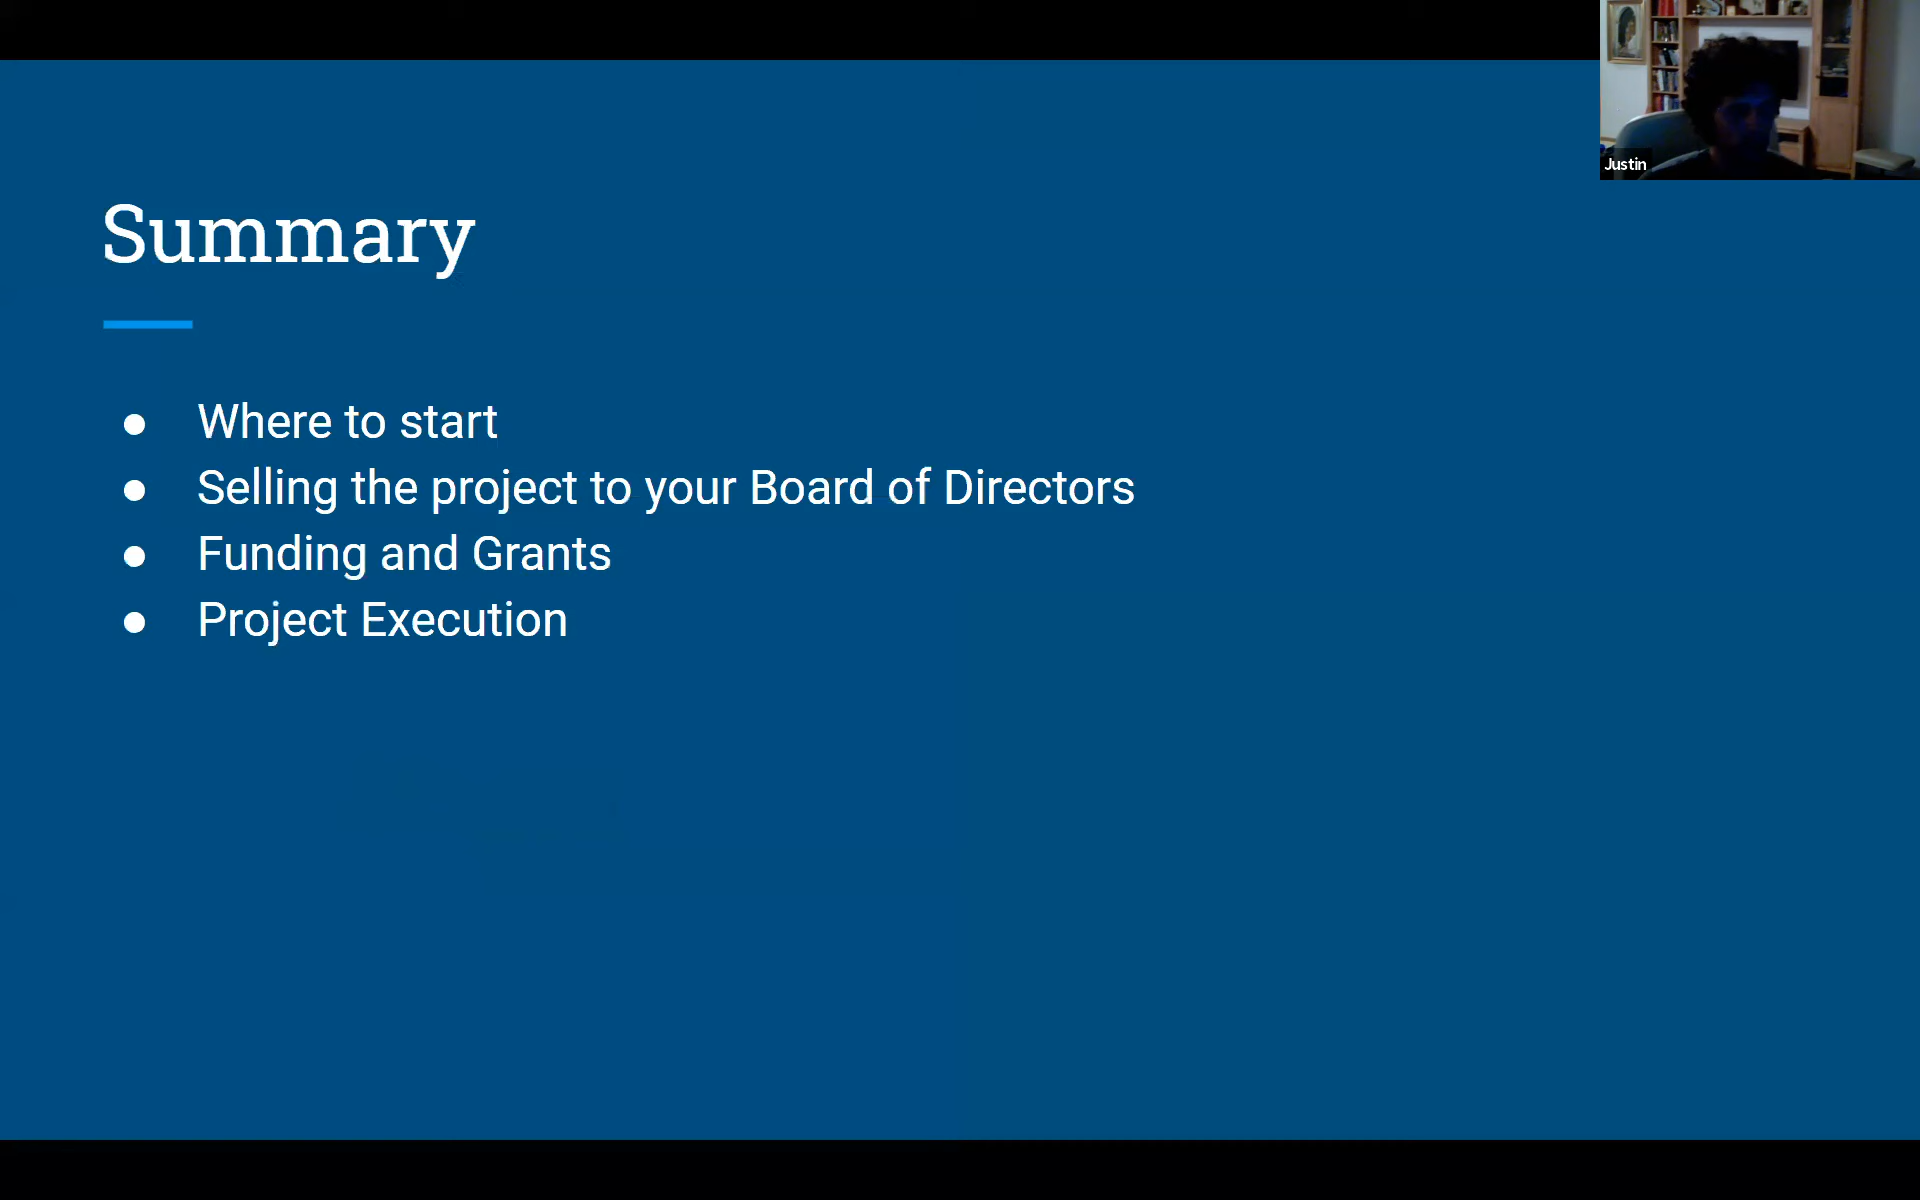 Justin
Summary
● Where to start
● Selling the project to your Board of Directors
● Funding and Grants
● Project Execution